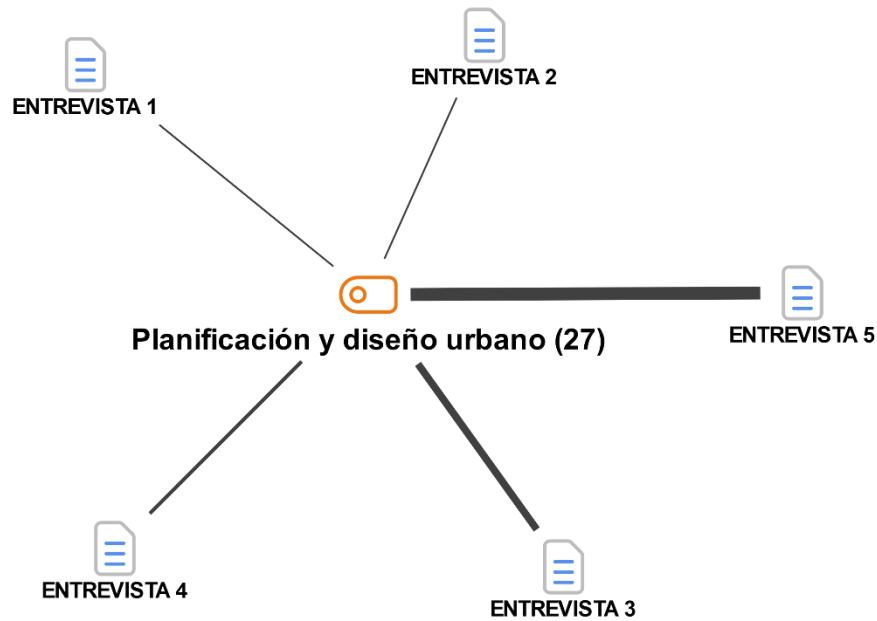 ENTREVISTA 2
ENTREVISTA 1
Planificación y diseño urbano (27)
ENTREVISTA 5
ENTREVISTA 4
ENTREVISTA 3